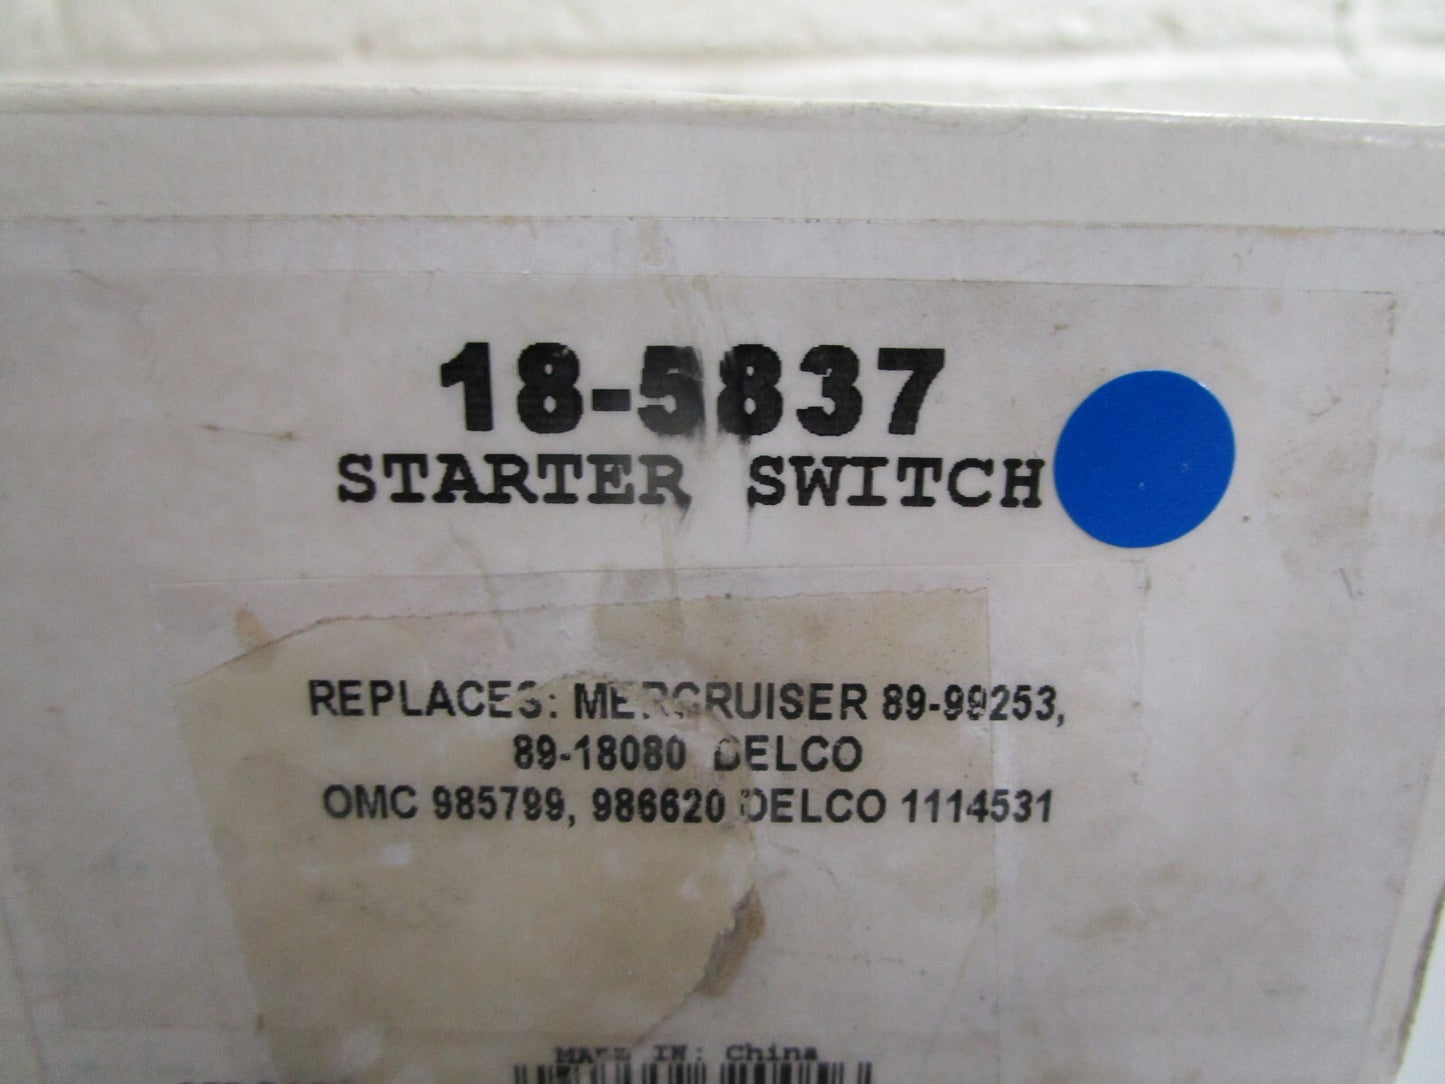 18-5837
STARTER SWITCH
REPLACES: MERCRUISER 89-99253,
89-18080 DELCO
OMC 985799, 986620 DELCO 1114531
MADE IN: China